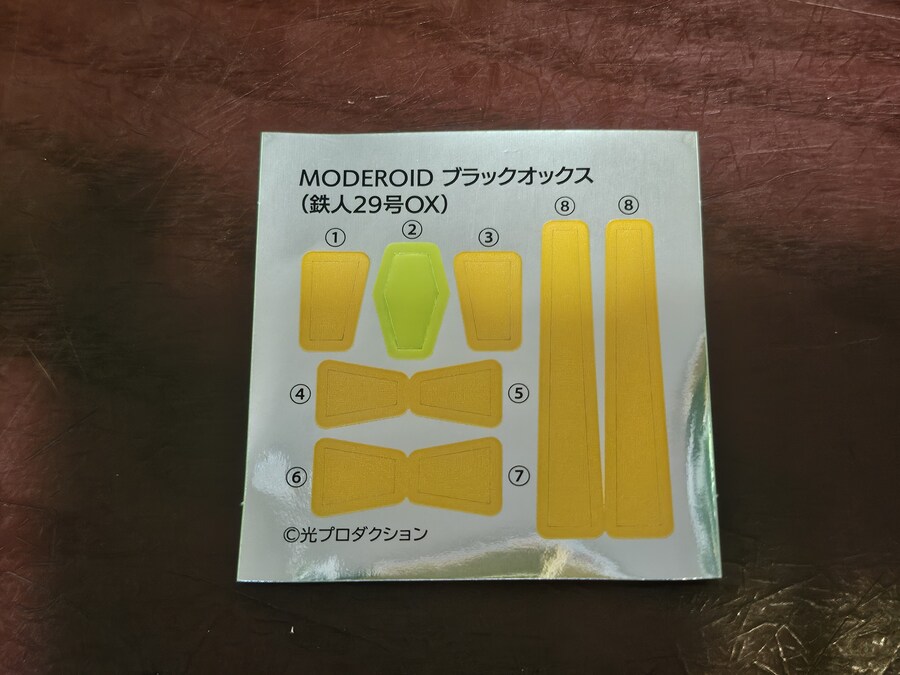 MODEROID ブラックオックス
（鉄人29号OX）
① ② ③ ⑧ ⑧
④ ⑤
⑥ ⑦
©光プロダクション